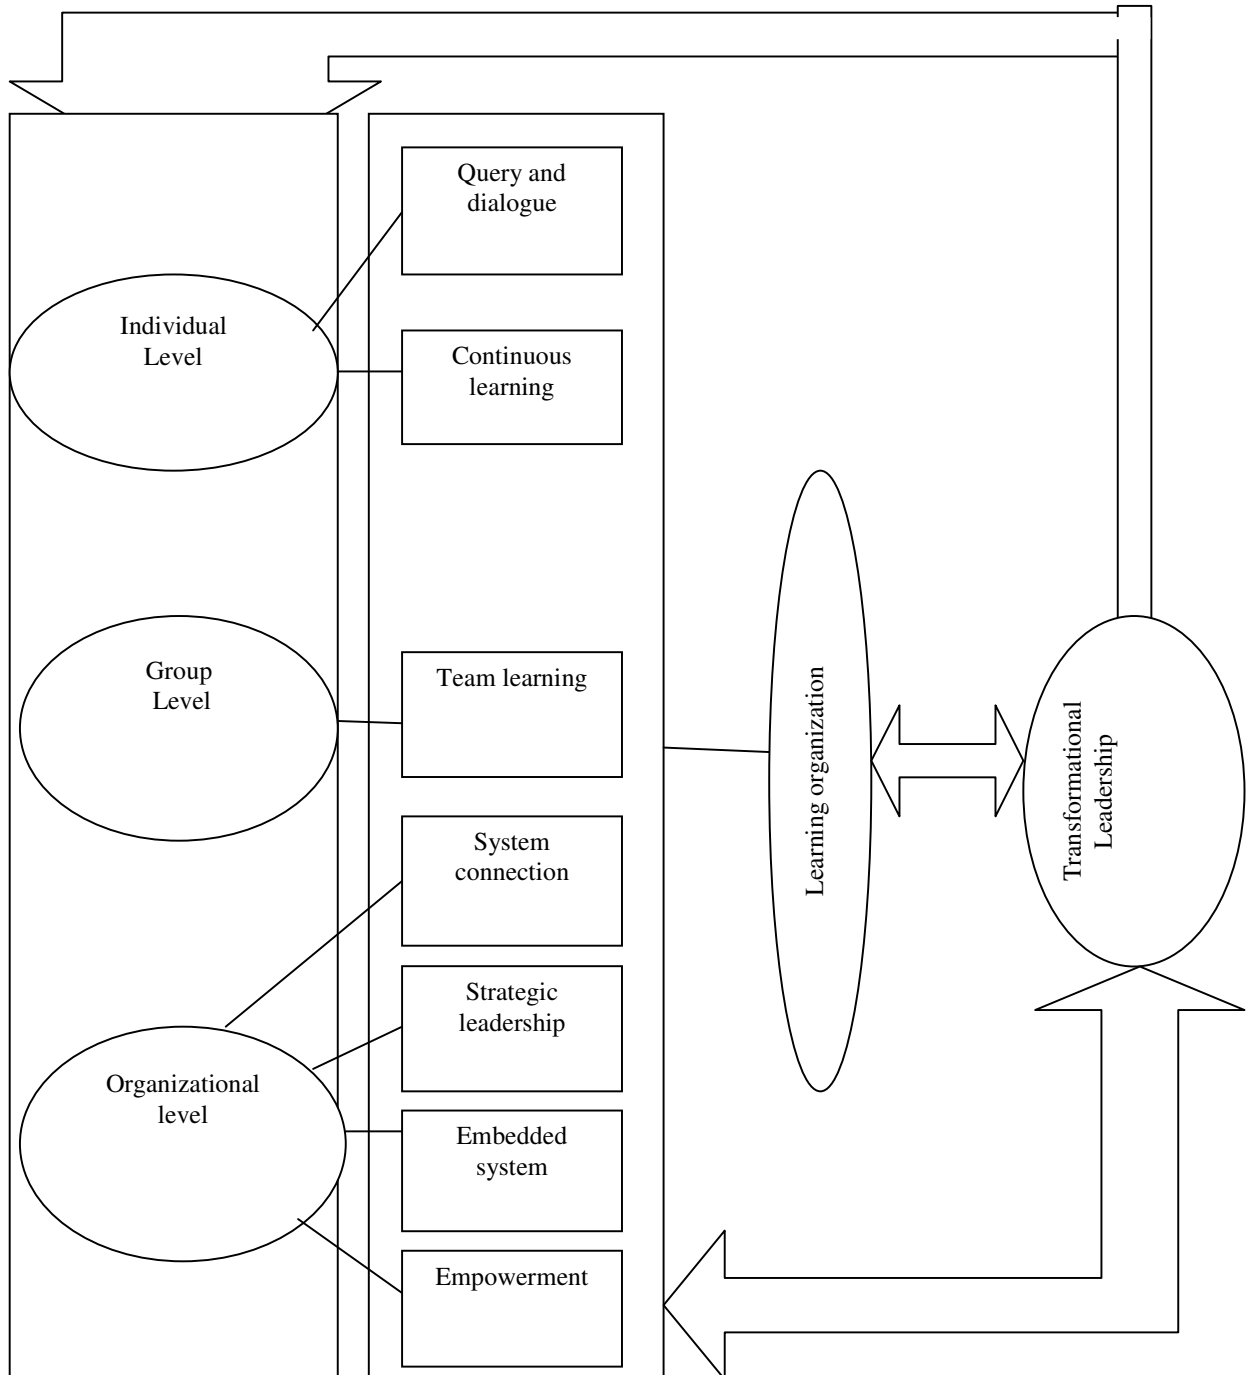 Query and
dialogue
Individual
Level
Continuous
learning
Group
Level
Team learning
System
connection
Strategic
leadership
Organizational
level
Embedded
system
Empowerment
Learning organization
Transformational
Leadership